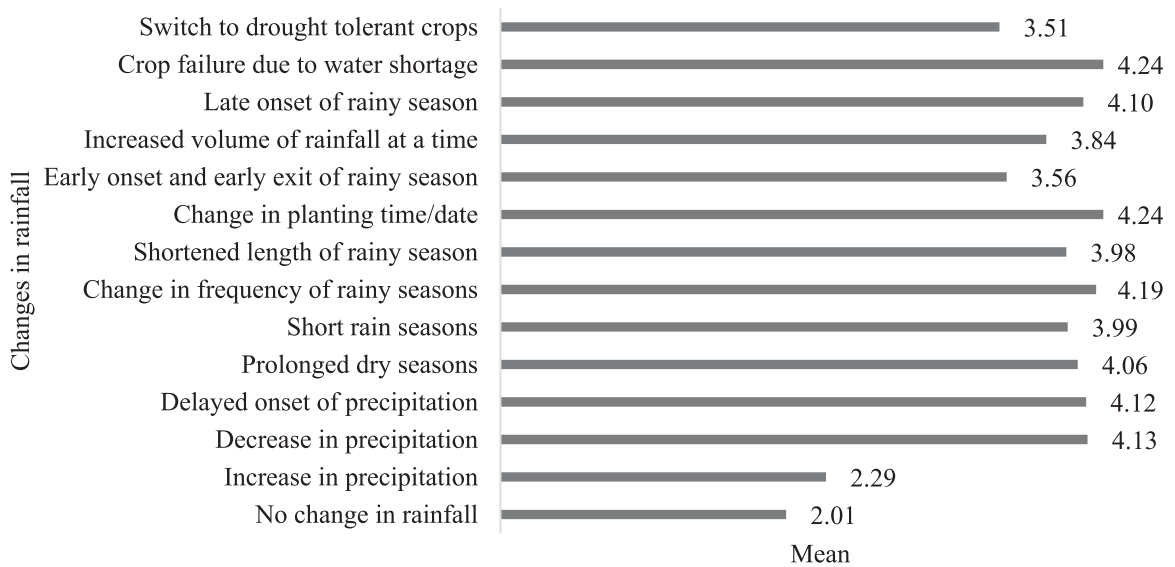 Switch to drought tolerant crops 3.51
Crop failure due to water shortage 4.24
Late onset of rainy season 4.10
Increased volume of rainfall at a time 3.84
Early onset and early exit of rainy season 3.56
Change in planting time/date 4.24
Shortened length of rainy season 3.98
Change in frequency of rainy seasons 4.19
Short rain seasons 3.99
Prolonged dry seasons 4.06
Delayed onset of precipitation 4.12
Decrease in precipitation 4.13
Increase in precipitation 2.29
No change in rainfall 2.01
Changes in rainfall
Mean